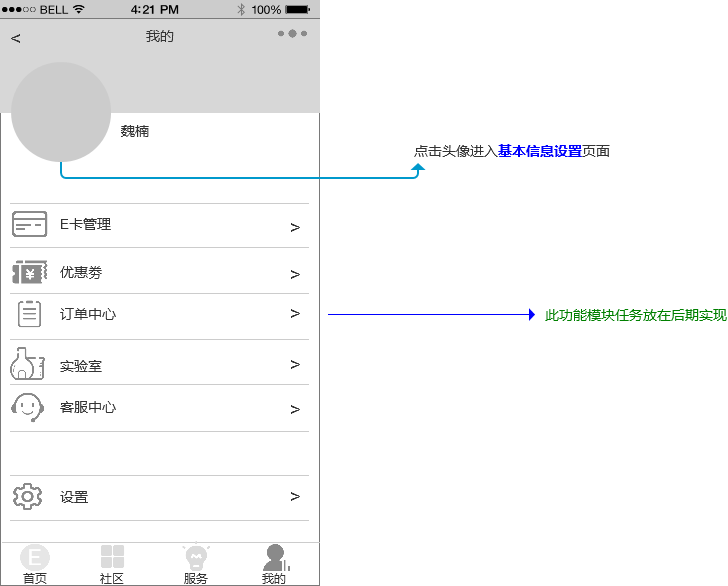 BELL 4:21 PM 100%
< 我的
魏楠
点击头像进入基本信息设置页面
E卡管理 >
¥ 优惠劵 >
订单中心 >
此功能模块任务放在后期实现
实验室 >
客服中心 >
设置 >
E
首页 社区 服务 我的